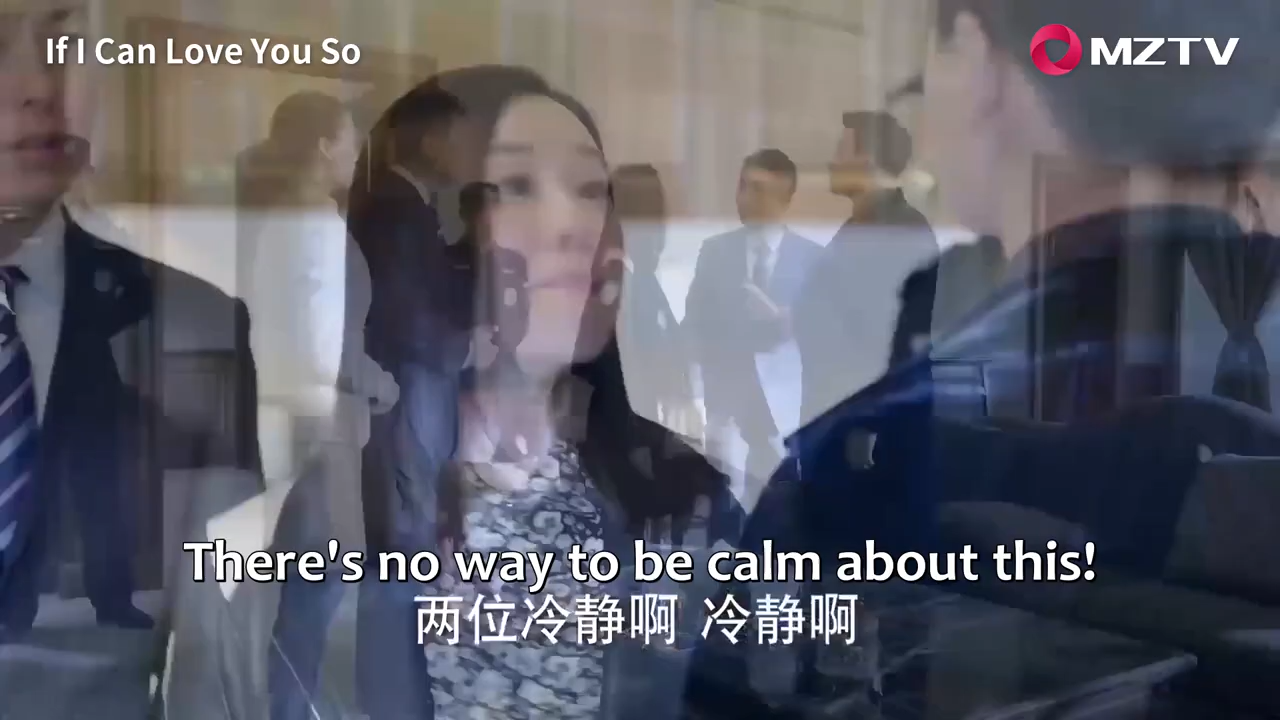 If I Can Love You So
MZTV
There's no way to be calm about this!
两位冷静啊 冷静啊